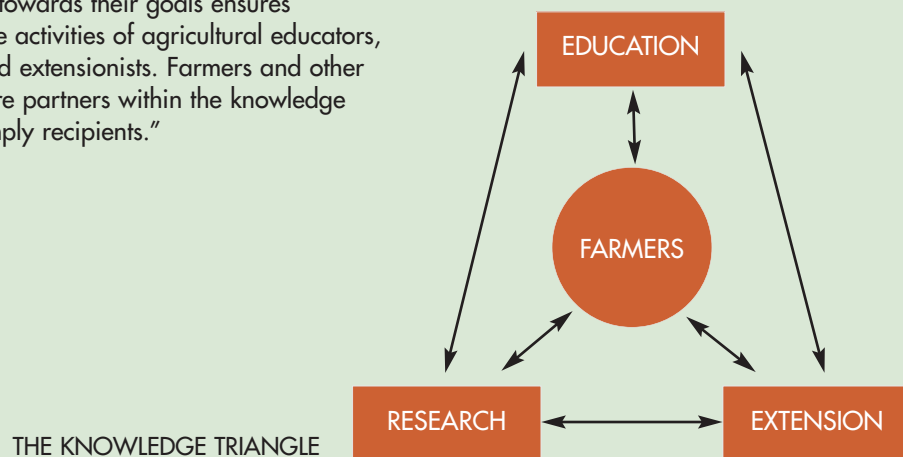 towards their goals ensures
e activities of agricultural educators,
d extensionists. Farmers and other
re partners within the knowledge
ply recipients.”
EDUCATION
FARMERS
RESEARCH
EXTENSION
THE KNOWLEDGE TRIANGLE